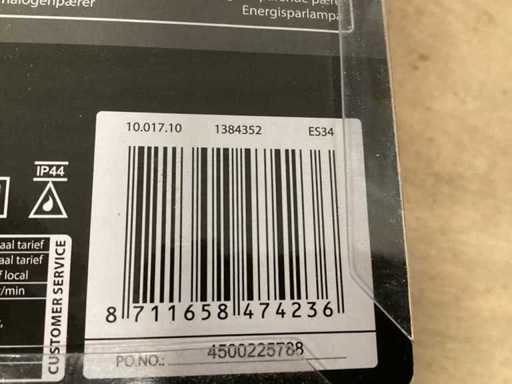 Energisparlampa
10.017.10 1384352 ES34
IP44
aal tarief
aal tarief
f local
/min
CUSTOMER SERVICE
8 711658 474236
PO.NO.: 4500225788